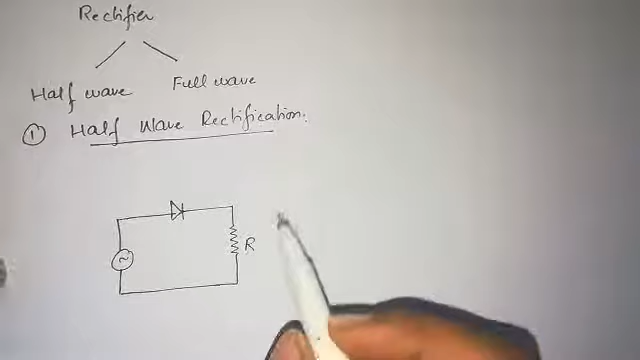 Rectifier
Half wave Full wave
① Half Wave Rectification:
~
R